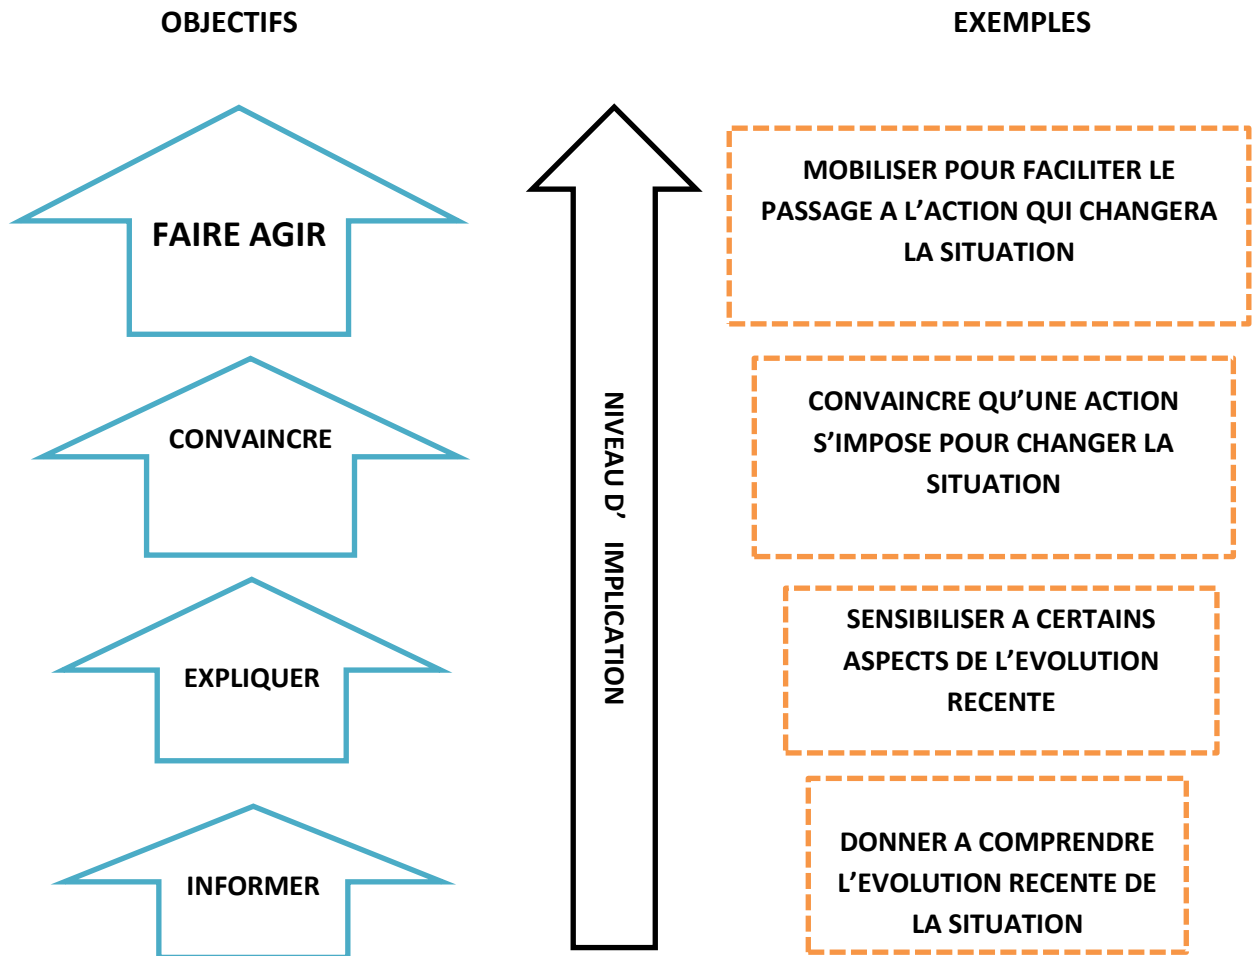 OBJECTIFS
EXEMPLES
FAIRE AGIR
MOBILISER POUR FACILITER LE
PASSAGE A L’ACTION QUI CHANGERA
LA SITUATION
CONVAINCRE
CONVAINCRE QU’UNE ACTION
S’IMPOSE POUR CHANGER LA
SITUATION
NIVEAU D’ IMPLICATION
EXPLIQUER
SENSIBILISER A CERTAINS
ASPECTS DE L’EVOLUTION
RECENTE
INFORMER
DONNER A COMPRENDRE
L’EVOLUTION RECENTE DE
LA SITUATION